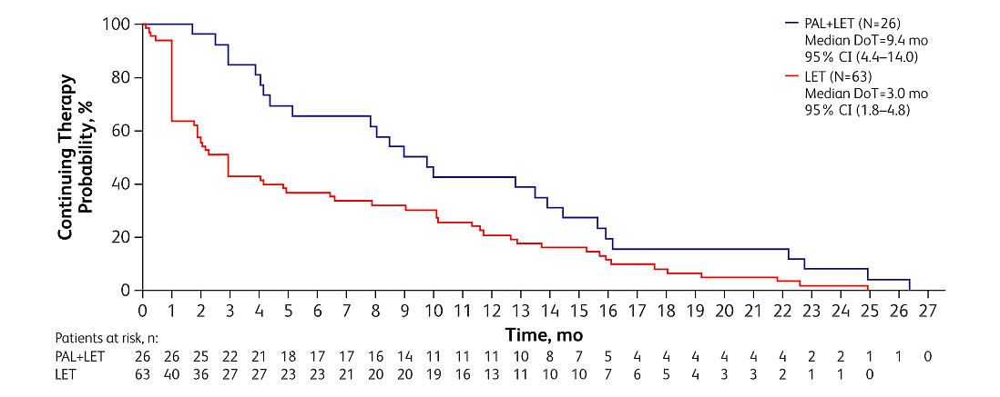 PAL+LET (N=26)
Median DoT=9.4 mo
95% CI (4.4–14.0)
LET (N=63)
Median DoT=3.0 mo
95% CI (1.8–4.8)
Continuing Therapy
Probability, %
100
80
60
40
20
0
0 1 2 3 4 5 6 7 8 9 10 11 12 13 14 15 16 17 18 19 20 21 22 23 24 25 26 27
Time, mo
Patients at risk, n:
PAL+LET 26 26 25 22 21 18 17 17 16 14 11 11 11 10 8 7 5 4 4 4 4 4 4 2 2 1 1 0
LET 63 40 36 27 27 23 23 21 20 20 19 16 13 11 10 10 7 6 5 4 3 3 2 1 1 0